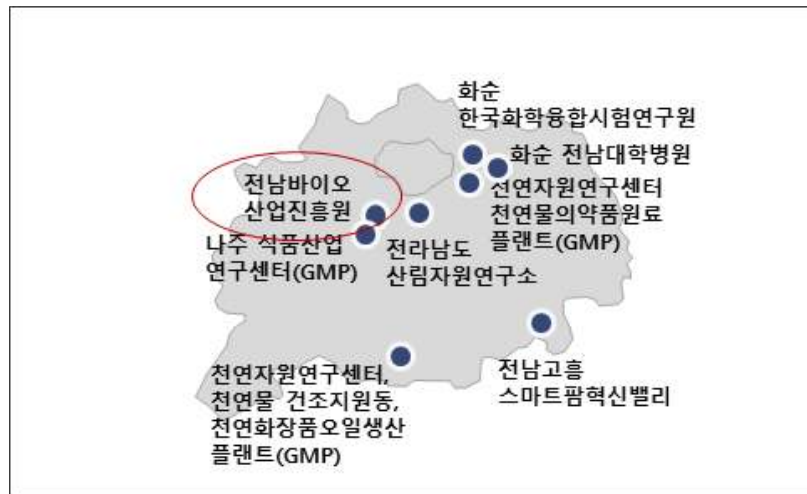 화순
한국화학융합시험연구원
화순 전남대학병원
전남바이오
산업진흥원
천연자원연구센터
천연물의약품원료
플랜트(GMP)
나주 식품산업
연구센터(GMP)
전라남도
산림자원연구소
전남고흥
스마트팜혁신밸리
천연자원연구센터,
천연물 건조지원동,
천연화장품오일생산
플랜트(GMP)